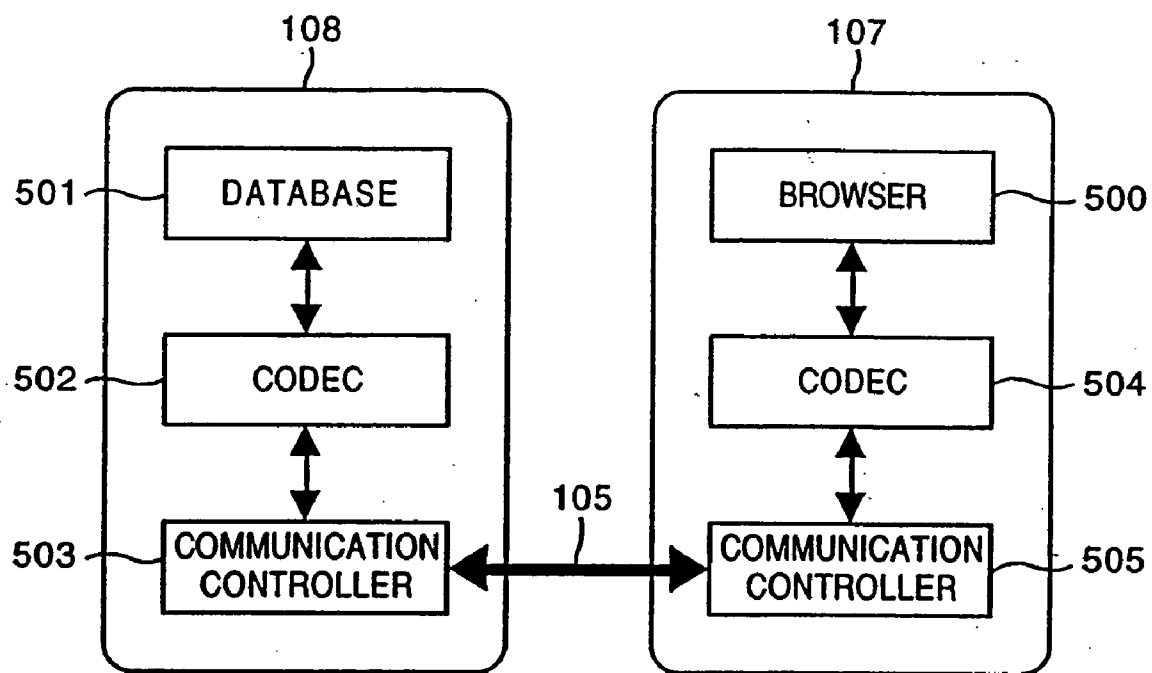 108
107
501
DATABASE
BROWSER
500
502
CODEC
CODEC
504
105
503
COMMUNICATION
CONTROLLER
COMMUNICATION
CONTROLLER
505